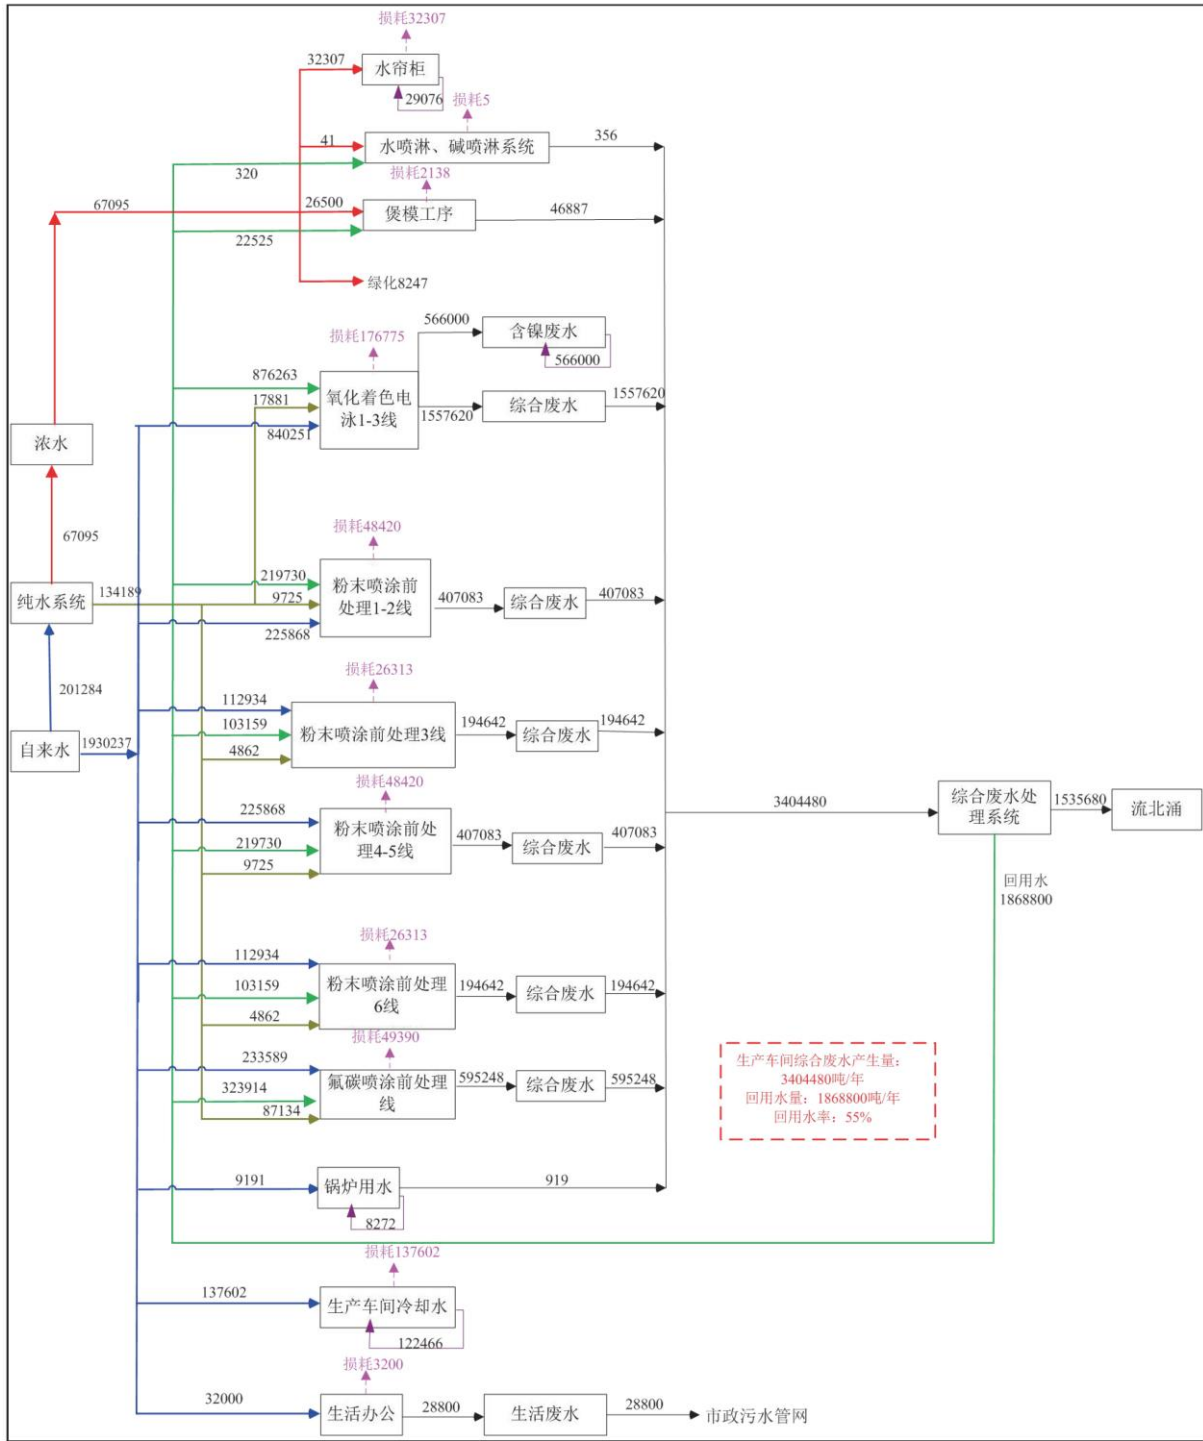 损耗32307
32307
水帘柜
29076
损耗5
41
水喷淋、碱喷淋系统
356
320
损耗2138
67095
26500
煲模工序
46887
22525
绿化8247
损耗176775
566000
含镍废水
566000
876263
17881
840251
氧化着色电
泳1-3线
1557620
综合废水
1557620
浓水
67095
损耗48420
纯水系统
134189
219730
9725
225868
粉末喷涂前
处理1-2线
407083
综合废水
407083
201284
损耗26313
112934
103159
4862
粉末喷涂前处理3线
194642
综合废水
194642
自来水
1930237
损耗48420
225868
219730
9725
粉末喷涂前处
理4-5线
407083
综合废水
407083
3404480
综合废水处
理系统
1535680
流北涌
回用水
1868800
损耗26313
112934
103159
4862
粉末喷涂前处理
6线
194642
综合废水
194642
损耗49390
233589
323914
87134
氟碳喷涂前处理
线
595248
综合废水
595248
生产车间综合废水产生量：
3404480吨/年
回用水量：1868800吨/年
回用水率：55%
9191
锅炉用水
919
8272
损耗137602
137602
生产车间冷却水
122466
损耗3200
32000
生活办公
28800
生活废水
28800
市政污水管网